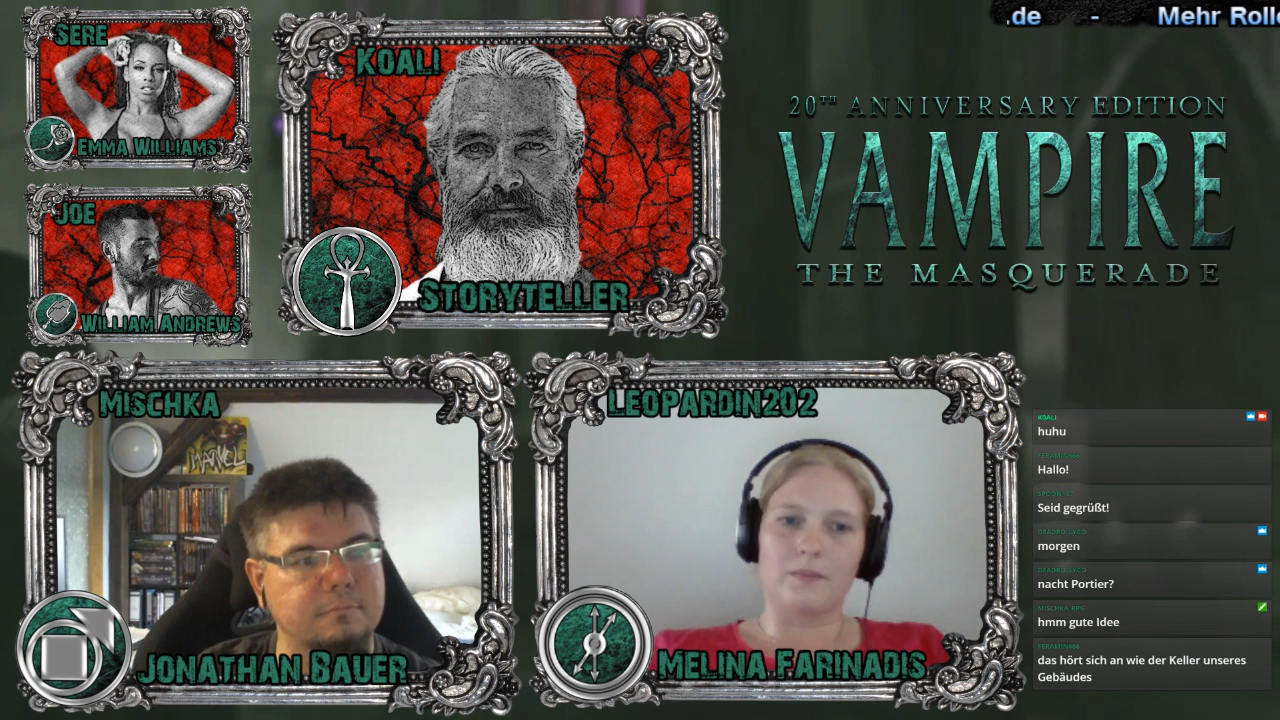 .de - Mehr Roll
SERE
EMMA WILLIAMS
KOALI
STORYTELLER
JOE
WILLIAM ANDREWS
20TH ANNIVERSARY EDITION
VAMPIRE
THE MASQUERADE
MISCHKA
JONATHAN BAUER
LEOPARDIN202
MELINA FARINADIS
KOALI
huhu
Hallo!
Seid gegrüßt!
morgen
nacht Portier?
MISCHKA_RPG
hmm gute Idee
das hört sich an wie der Keller unseres
Gebäudes